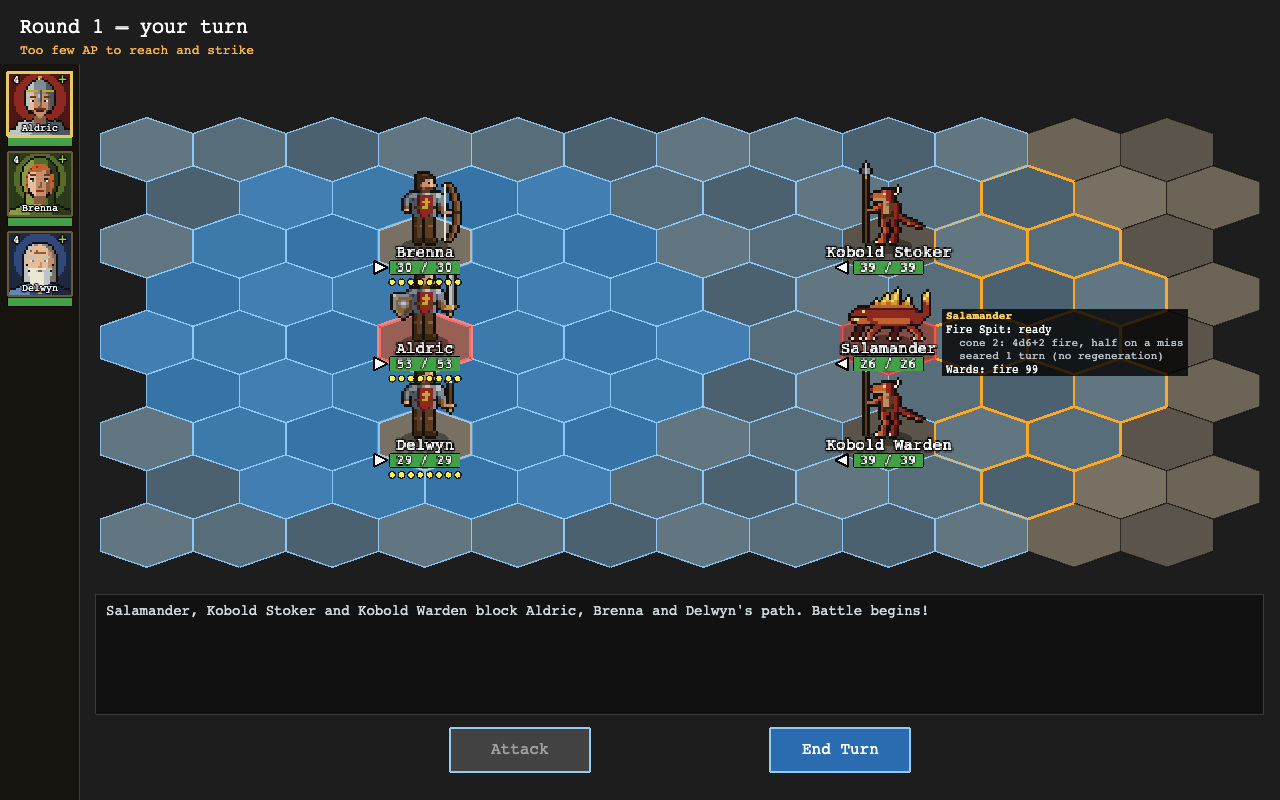 Round 1 — your turn
Too few AP to reach and strike
4 +
Aldric
4 +
Brenna
4 +
Delwyn
Brenna
30 / 30
Kobold Stoker
39 / 39
Aldric
53 / 53
Salamander
26 / 26
Salamander
Fire Spit: ready
cone 2: 4d6+2 fire, half on a miss
seared 1 turn (no regeneration)
Wards: fire 99
Delwyn
29 / 29
Kobold Warden
39 / 39
Salamander, Kobold Stoker and Kobold Warden block Aldric, Brenna and Delwyn's path. Battle begins!
Attack
End Turn